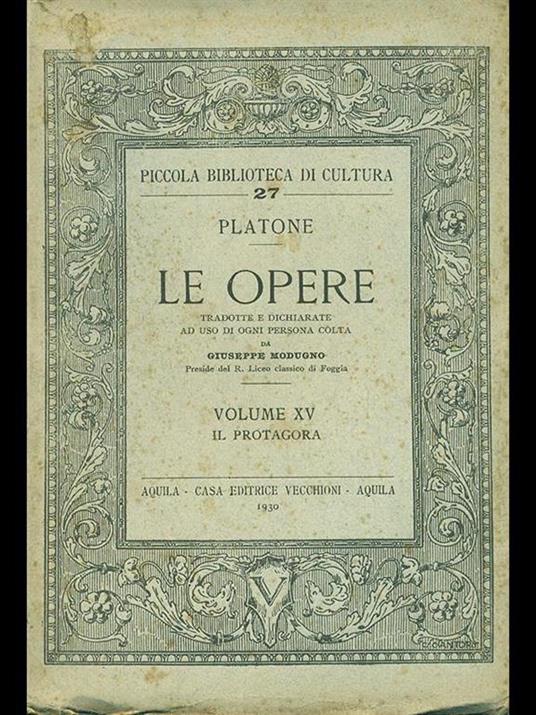 PICCOLA BIBLIOTECA DI CULTURA
27
PLATONE
LE OPERE
TRADOTTE E DICHIARATE
AD USO DI OGNI PERSONA COLTA
DA
GIUSEPPE MODUGNO
Preside del R. Liceo classico di Foggia
VOLUME XV
IL PROTAGORA
AQUILA - CASA EDITRICE VECCHIONI - AQUILA
1930
V